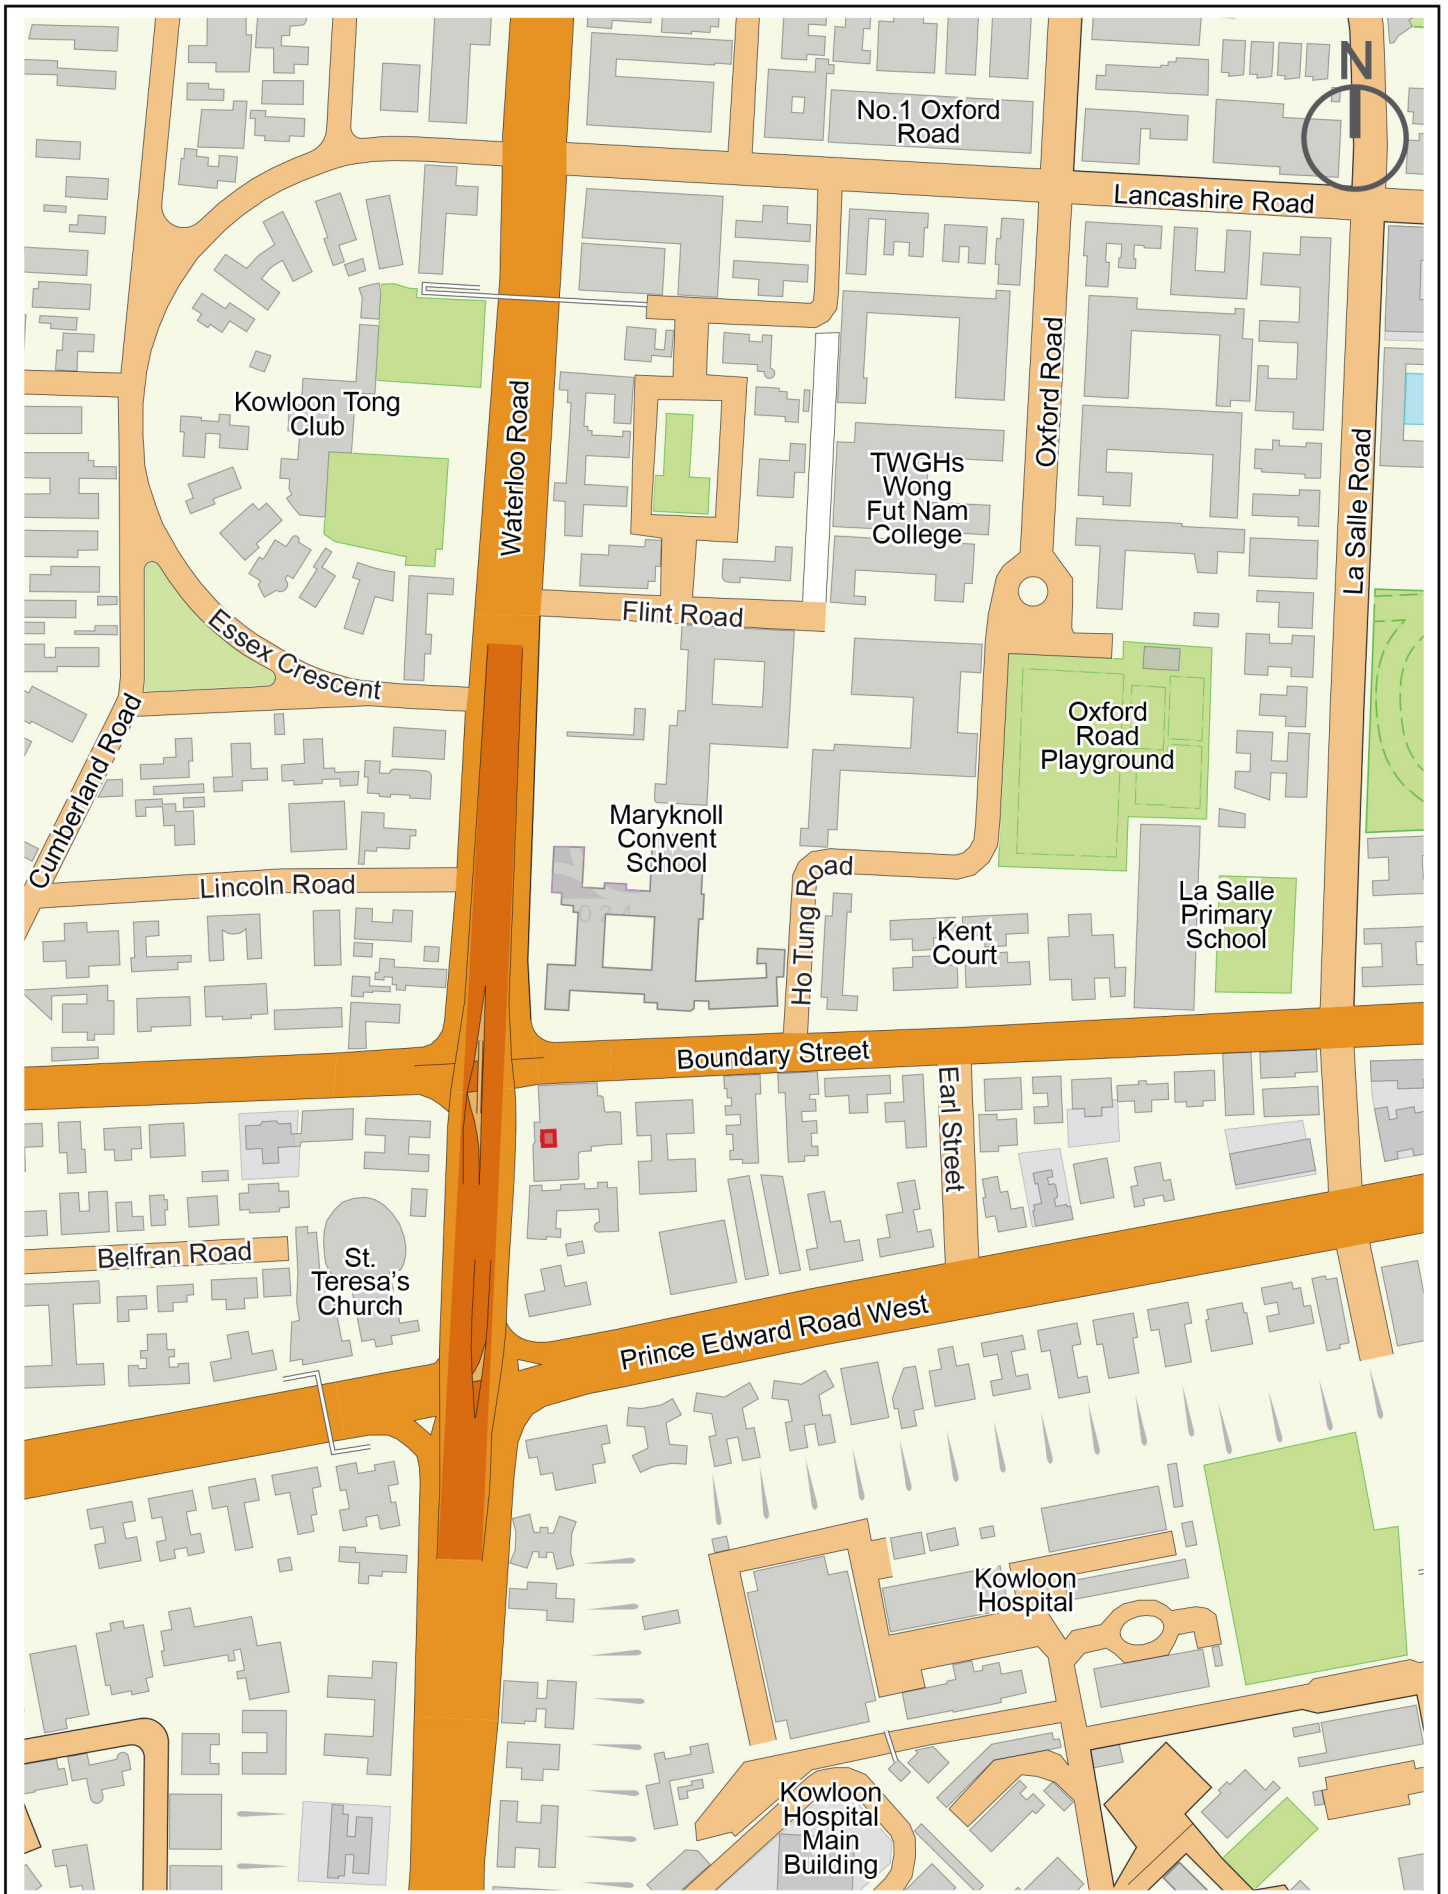 N
No.1 Oxford
Road
Lancashire Road
Oxford Road
Waterloo Road
Kowloon Tong
Club
La Salle Road
TWGHs
Wong
Fut Nam
College
Flint Road
Essex Crescent
Cumberland Road
Oxford
Road
Playground
Maryknoll
Convent
School
Ho Tung Road
Lincoln Road
La Salle
Primary
School
Kent
Court
Boundary Street
Earl Street
Belfran Road
St.
Teresa's
Church
Prince Edward Road West
Kowloon
Hospital
Kowloon
Hospital
Main
Building